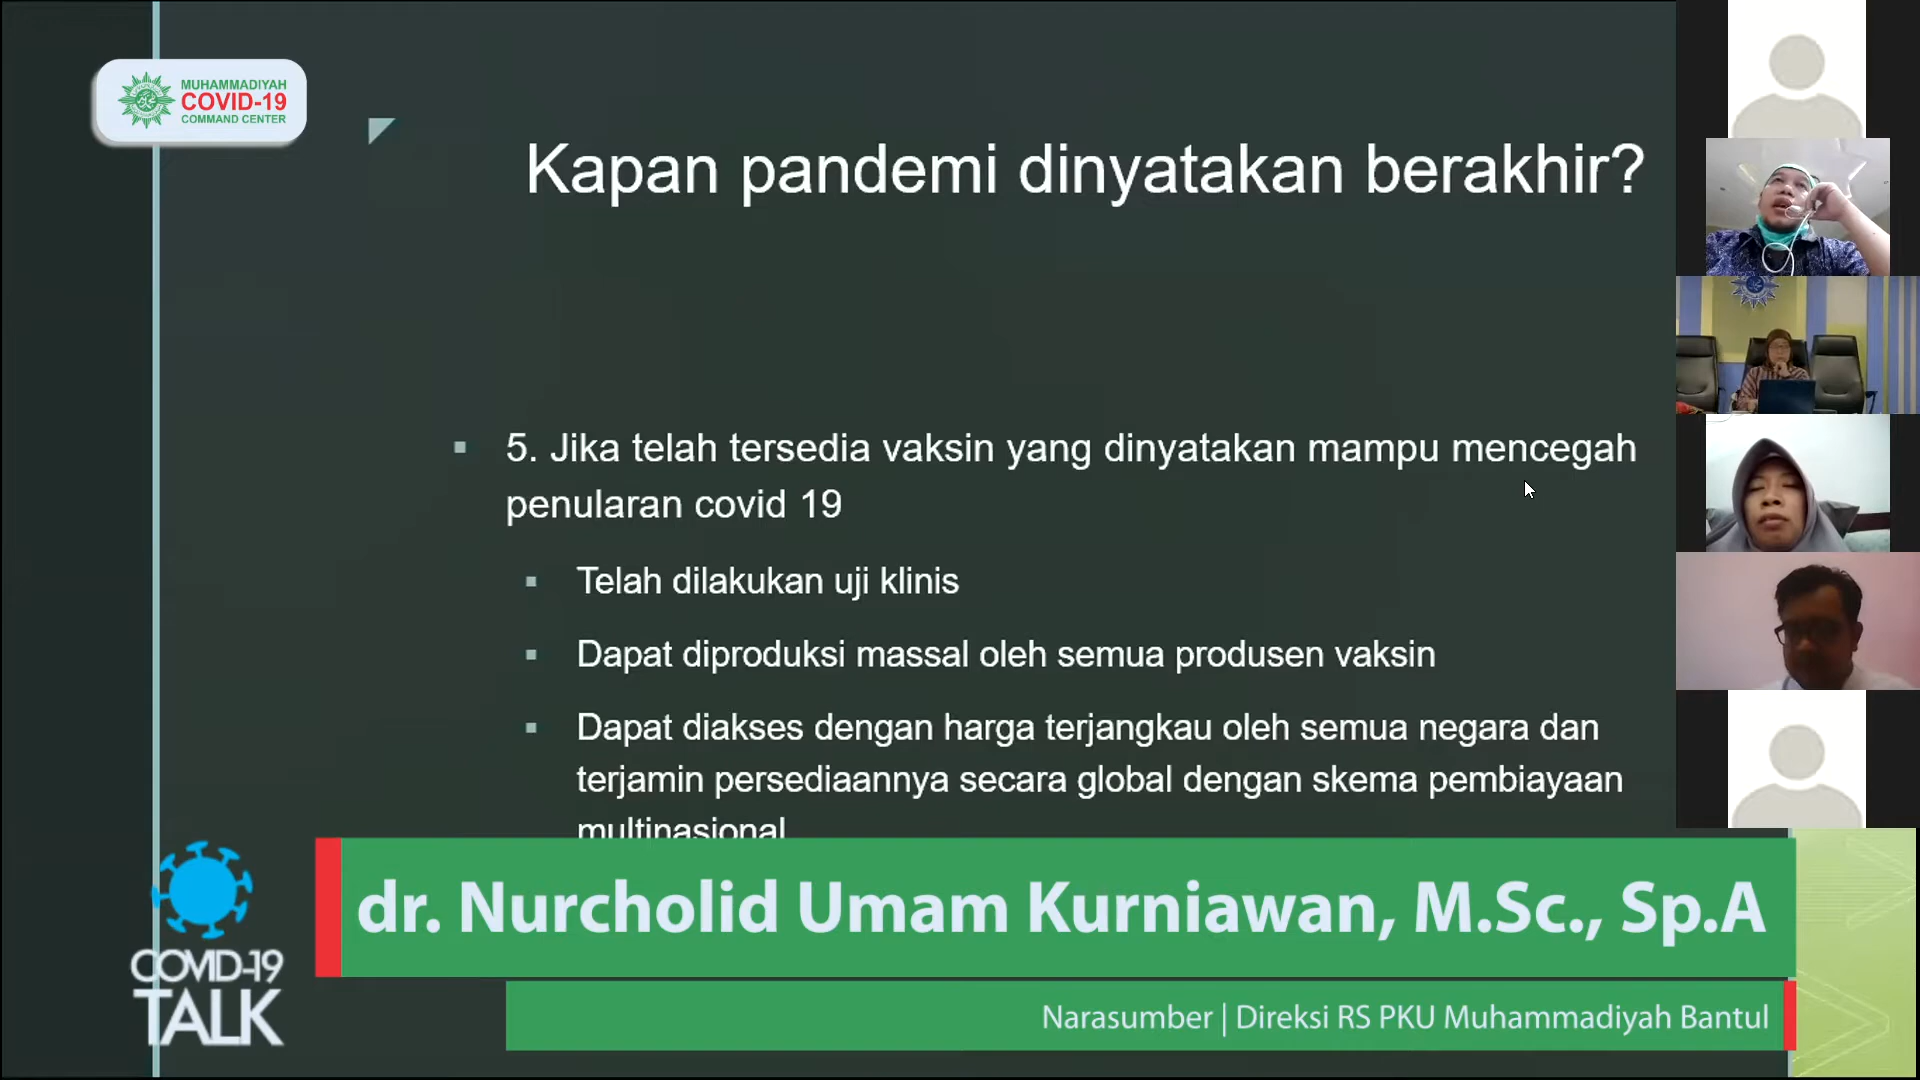 MUHAMMADIYAH
COVID-19
COMMAND CENTER
Kapan pandemi dinyatakan berakhir?
5. Jika telah tersedia vaksin yang dinyatakan mampu mencegah
penularan covid 19
Telah dilakukan uji klinis
Dapat diproduksi massal oleh semua produsen vaksin
Dapat diakses dengan harga terjangkau oleh semua negara dan
terjamin persediaannya secara global dengan skema pembiayaan
multinasional
dr. Nurcholid Umam Kurniawan, M.Sc., Sp.A
Narasumber | Direksi RS PKU Muhammadiyah Bantul
COVID-19
TALK